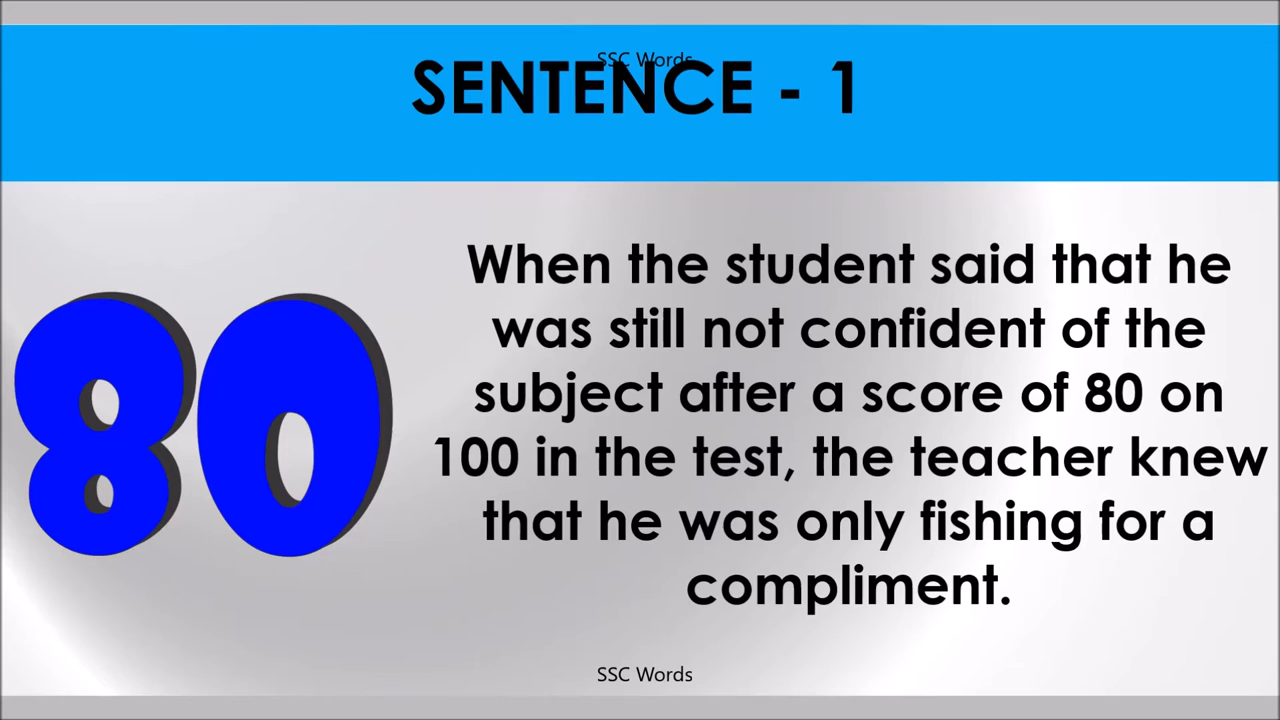 SSC Words
SENTENCE - 1
80
When the student said that he
was still not confident of the
subject after a score of 80 on
100 in the test, the teacher knew
that he was only fishing for a
compliment.
SSC Words